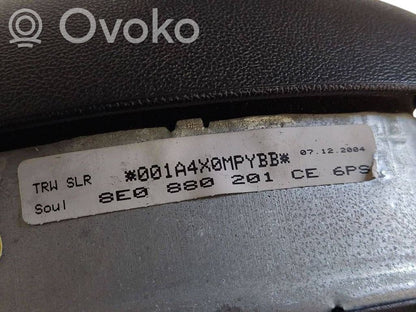 Ovoko
TRW SLR *001A4X0MPYBB* 07.12.2004
Soul 8E0 880 201 CE 6PS